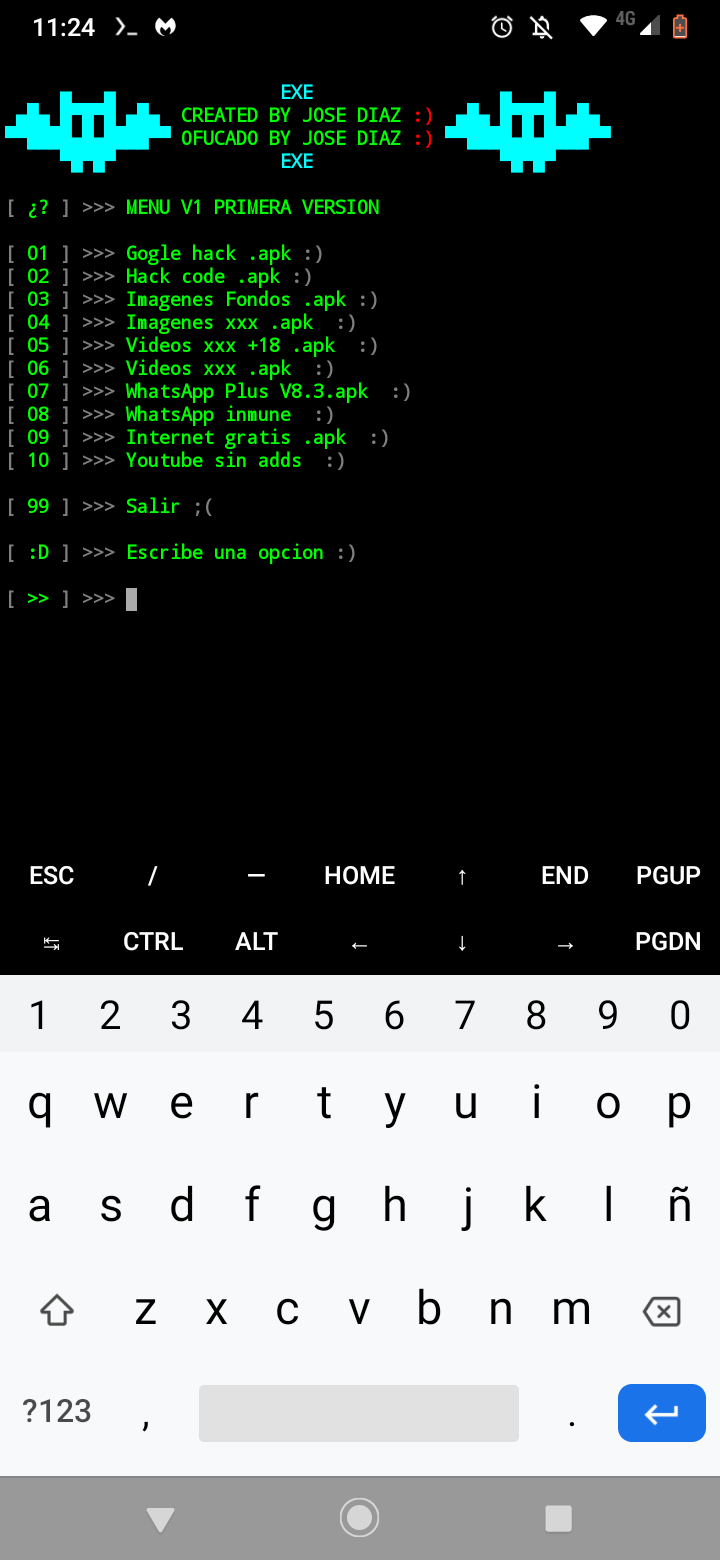 11:24 4G
EXE
CREATED BY JOSE DIAZ :)
OFUCADO BY JOSE DIAZ :)
EXE
[ ¿? ] >>> MENU V1 PRIMERA VERSION
[ 01 ] >>> Gogle hack .apk :)
[ 02 ] >>> Hack code .apk :)
[ 03 ] >>> Imagenes Fondos .apk :)
[ 04 ] >>> Imagenes xxx .apk  :)
[ 05 ] >>> Videos xxx +18 .apk  :)
[ 06 ] >>> Videos xxx .apk  :)
[ 07 ] >>> WhatsApp Plus V8.3.apk  :)
[ 08 ] >>> WhatsApp inmune  :)
[ 09 ] >>> Internet gratis .apk  :)
[ 10 ] >>> Youtube sin adds  :)
[ 99 ] >>> Salir ;(
[ :D ] >>> Escribe una opcion :)
[ >> ] >>>
ESC / — HOME ↑ END PGUP
↹ CTRL ALT ← ↓ → PGDN
1 2 3 4 5 6 7 8 9 0
q w e r t y u i o p
a s d f g h j k l ñ
z x c v b n m
?123 , .